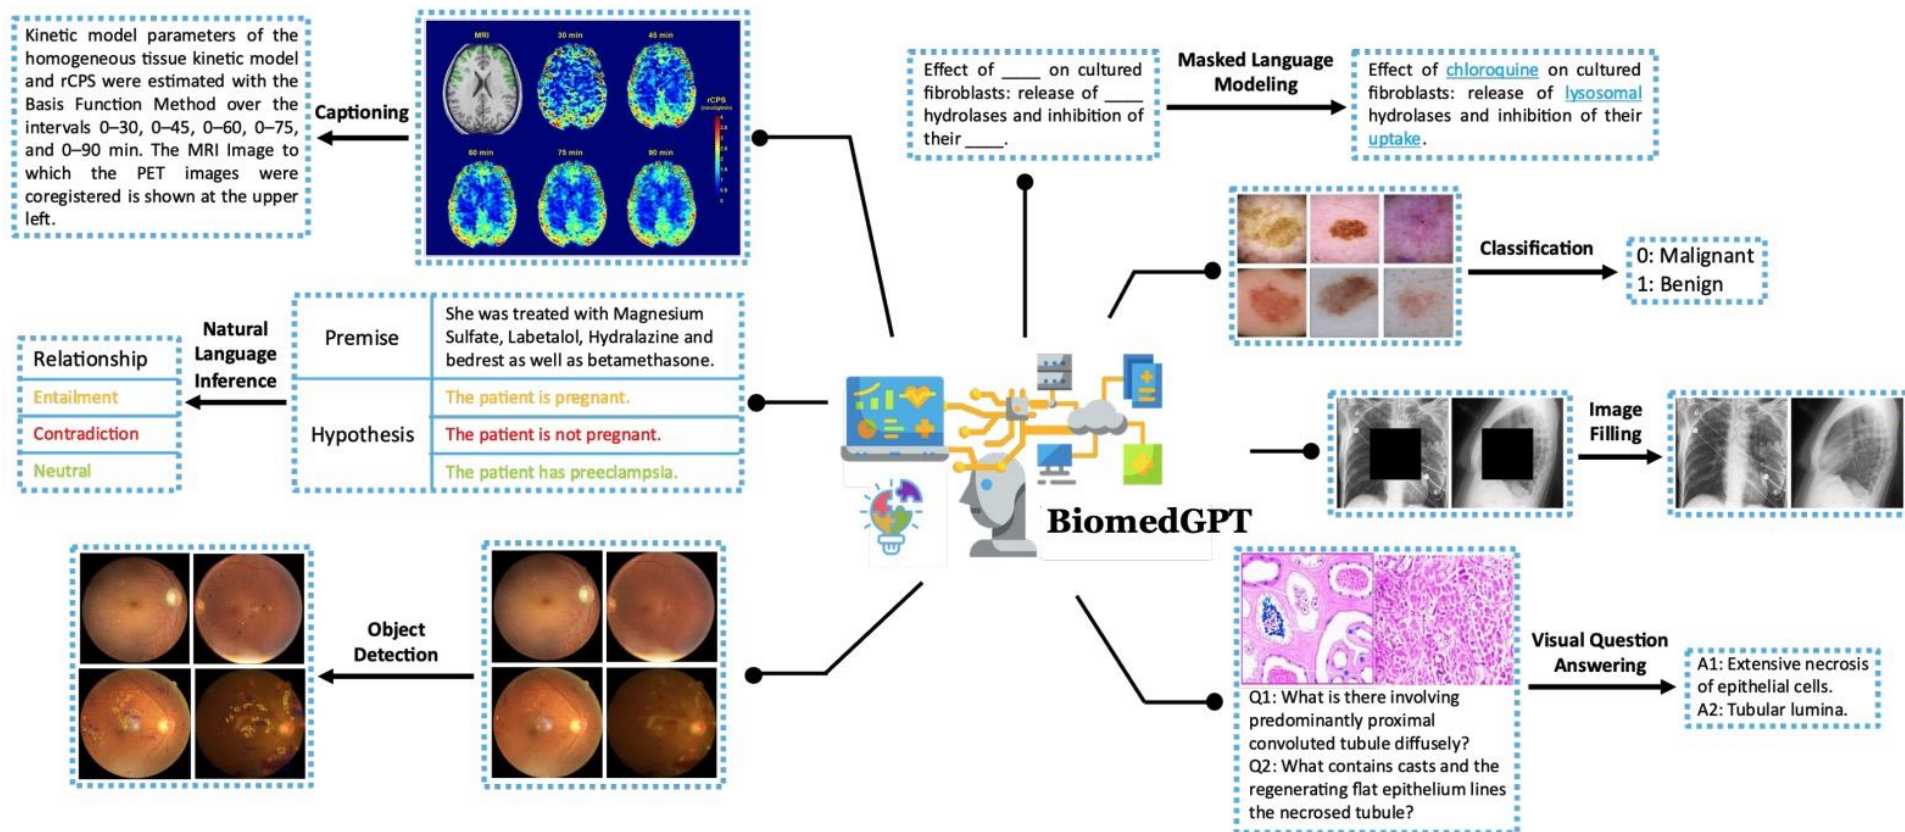 Kinetic model parameters of the
homogeneous tissue kinetic model
and rCPS were estimated with the
Basis Function Method over the
intervals 0–30, 0–45, 0–60, 0–75,
and 0–90 min. The MRI Image to
which the PET images were
coregistered is shown at the upper
left.
Captioning
MRI
30 min
45 min
60 min
75 min
90 min
rCPS
Effect of ____ on cultured
fibroblasts: release of ____
hydrolases and inhibition of
their ____.
Masked Language
Modeling
Effect of chloroquine on cultured
fibroblasts: release of lysosomal
hydrolases and inhibition of their
uptake.
Classification
0: Malignant
1: Benign
Relationship
Entailment
Contradiction
Neutral
Natural
Language
Inference
Premise
She was treated with Magnesium
Sulfate, Labetalol, Hydralazine and
bedrest as well as betamethasone.
Hypothesis
The patient is pregnant.
The patient is not pregnant.
The patient has preeclampsia.
Image
Filling
BiomedGPT
Object
Detection
Q1: What is there involving
predominantly proximal
convoluted tubule diffusely?
Q2: What contains casts and the
regenerating flat epithelium lines
the necrosed tubule?
Visual Question
Answering
A1: Extensive necrosis
of epithelial cells.
A2: Tubular lumina.